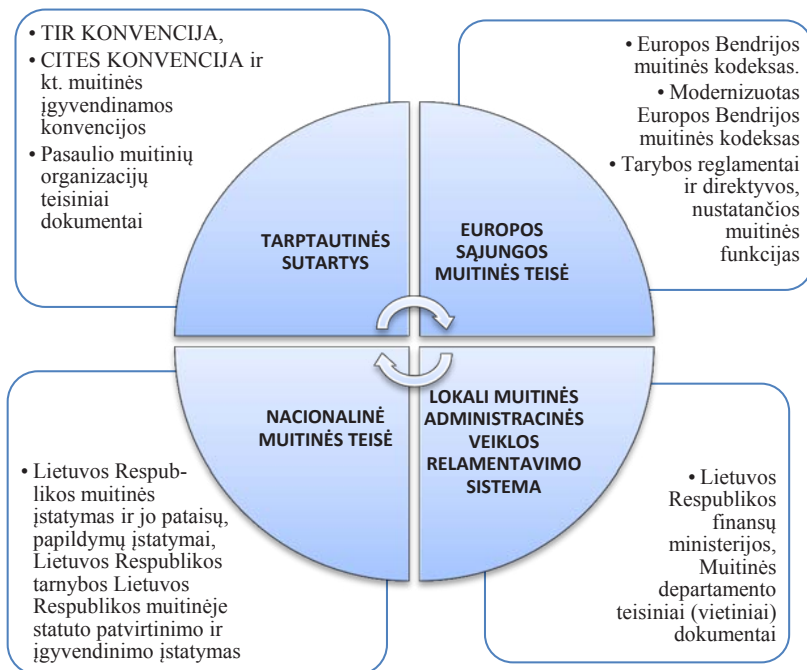 • TIR KONVENCIJA,
• CITES KONVENCIJA ir
kt. muitinės
įgyvendinamos
konvencijos
• Pasaulio muitinių
organizacijų
teisiniai
dokumentai
• Europos Bendrijos
muitinės kodeksas.
• Modernizuotas
Europos Bendrijos
muitinės kodeksas
• Tarybos reglamentai
ir direktyvos,
nustatančios
muitinės
funkcijas
TARPTAUTINĖS
SUTARTYS
EUROPOS
SĄJUNGOS
MUITINĖS TEISĖ
NACIONALINĖ
MUITINĖS TEISĖ
LOKALI MUITINĖS
ADMINISTRACINĖS
VEIKLOS
RELAMENTAVIMO
SISTEMA
• Lietuvos Respub-
likos muitinės
įstatymas ir jo pataisų,
papildymų įstatymai,
Lietuvos Respublikos
tarnybos Lietuvos
Respublikos muitinėje
statuto patvirtinimo ir
įgyvendinimo įstatymas
• Lietuvos
Respublikos
finansų
ministerijos,
Muitinės
departamento
teisiniai (vietiniai)
dokumentai